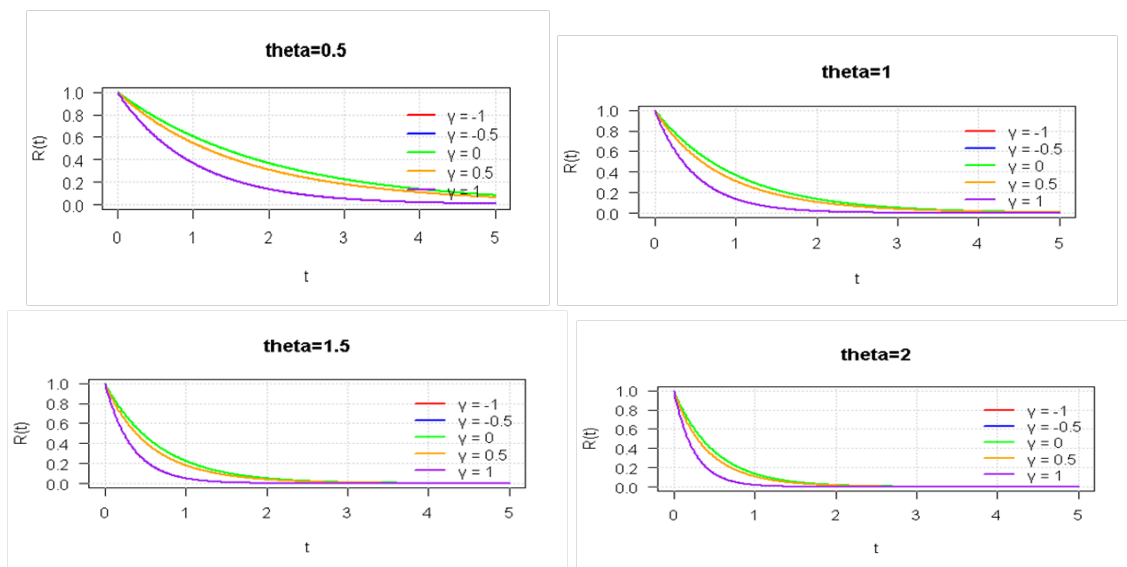 theta=0.5
1.0
0.8
0.6
0.4
0.2
0.0
R(t)
γ = -1
γ = -0.5
γ = 0
γ = 0.5
γ = 1
0 1 2 3 4 5
t
theta=1
1.0
0.8
0.6
0.4
0.2
0.0
R(t)
γ = -1
γ = -0.5
γ = 0
γ = 0.5
γ = 1
0 1 2 3 4 5
t
theta=1.5
1.0
0.8
0.6
0.4
0.2
0.0
R(t)
γ = -1
γ = -0.5
γ = 0
γ = 0.5
γ = 1
0 1 2 3 4 5
t
theta=2
1.0
0.8
0.6
0.4
0.2
0.0
R(t)
γ = -1
γ = -0.5
γ = 0
γ = 0.5
γ = 1
0 1 2 3 4 5
t